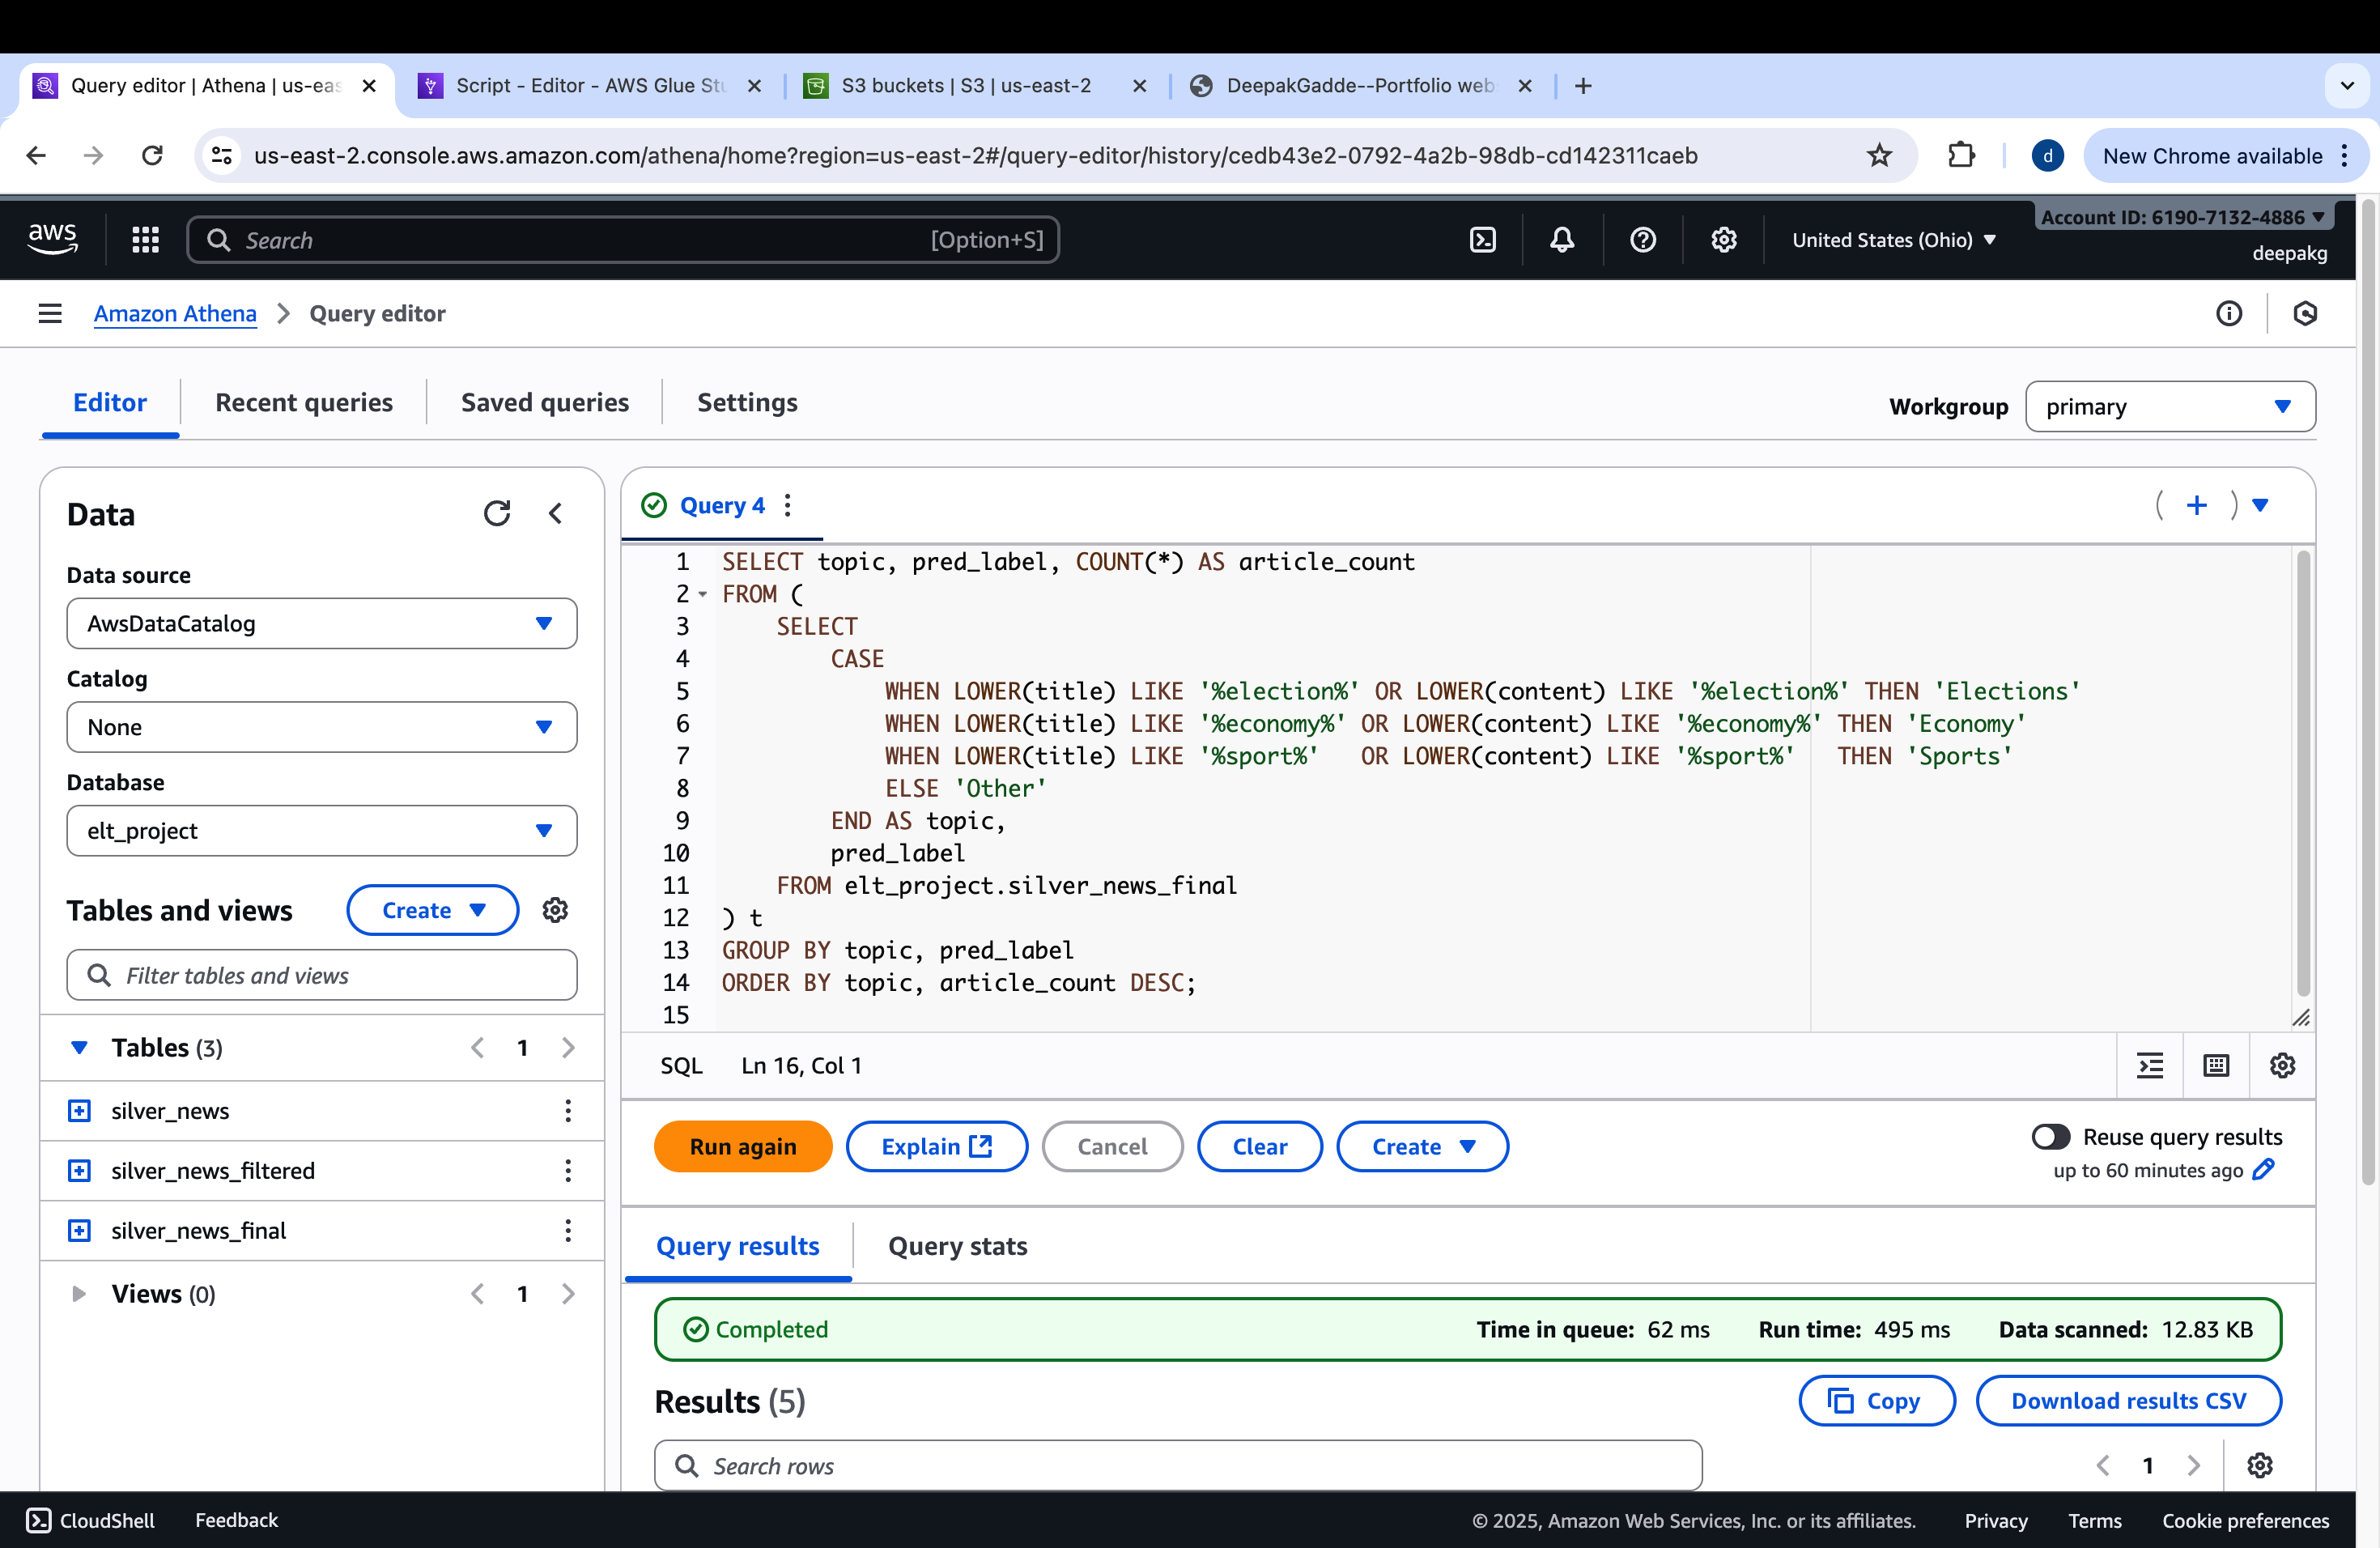 Query editor | Athena | us-eas
Script - Editor - AWS Glue Stu
S3 buckets | S3 | us-east-2
DeepakGadde--Portfolio web
us-east-2.console.aws.amazon.com/athena/home?region=us-east-2#/query-editor/history/cedb43e2-0792-4a2b-98db-cd142311caeb
d
New Chrome available
aws
Search
[Option+S]
United States (Ohio)
Account ID: 6190-7132-4886
deepakg
Amazon Athena > Query editor
Editor
Recent queries
Saved queries
Settings
Workgroup
primary
Data
Data source
AwsDataCatalog
Catalog
None
Database
elt_project
Tables and views
Create
Filter tables and views
Tables (3)
1
silver_news
silver_news_filtered
silver_news_final
Views (0)
1
Query 4
1 SELECT topic, pred_label, COUNT(*) AS article_count
2 FROM (
3 SELECT
4 CASE
5 WHEN LOWER(title) LIKE '%election%' OR LOWER(content) LIKE '%election%' THEN 'Elections'
6 WHEN LOWER(title) LIKE '%economy%' OR LOWER(content) LIKE '%economy%' THEN 'Economy'
7 WHEN LOWER(title) LIKE '%sport%' OR LOWER(content) LIKE '%sport%' THEN 'Sports'
8 ELSE 'Other'
9 END AS topic,
10 pred_label
11 FROM elt_project.silver_news_final
12 ) t
13 GROUP BY topic, pred_label
14 ORDER BY topic, article_count DESC;
15
SQL
Ln 16, Col 1
Run again
Explain
Cancel
Clear
Create
Reuse query results
up to 60 minutes ago
Query results
Query stats
Completed
Time in queue: 62 ms
Run time: 495 ms
Data scanned: 12.83 KB
Results (5)
Copy
Download results CSV
Search rows
1
CloudShell
Feedback
© 2025, Amazon Web Services, Inc. or its affiliates.
Privacy
Terms
Cookie preferences